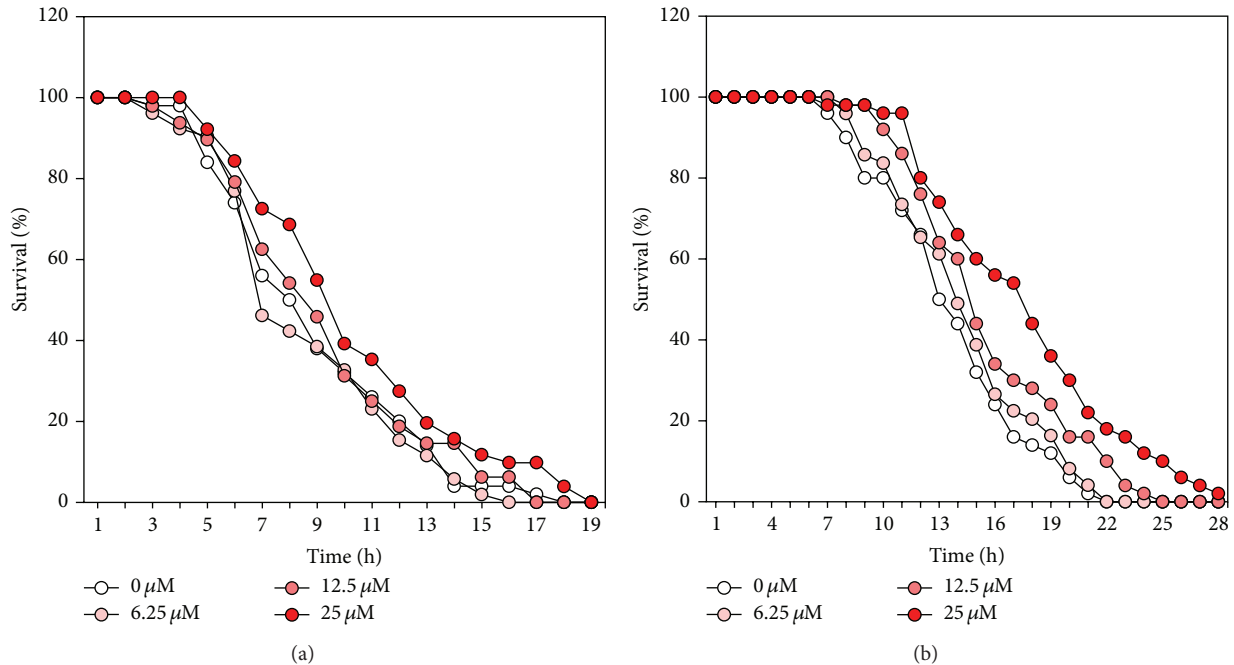 120
100
80
60
40
20
0
Survival (%)
1 3 5 7 9 11 13 15 17 19
Time (h)
0 μM 12.5 μM
6.25 μM 25 μM
(a)
120
100
80
60
40
20
0
Survival (%)
1 4 7 10 13 16 19 22 25 28
Time (h)
0 μM 12.5 μM
6.25 μM 25 μM
(b)